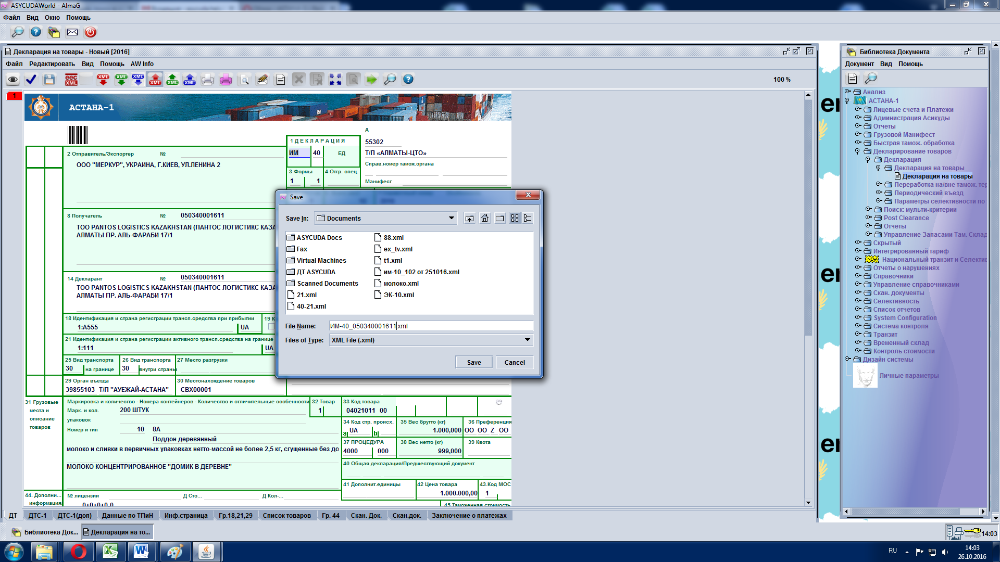 ASYCUDAWorld - AlmaG
Файл Вид Окно Помощь
Декларация на товары - Новый [2016]
Файл Редактировать Вид Помощь AW Info
100 %
1
АСТАНА-1
A
1 Д Е К Л А Р А Ц И Я
55302
2 Отправитель/Экспортер №
ИМ 40 ЕД
Т/П «АЛМАТЫ-ЦТО»
ООО "МЕРКУР", УКРАИНА, Г.КИЕВ, УЛ.ЛЕНИНА 2
Справ.номер тамож.органа
3 Формы 4 Отгр. спец.
1 1
Манифест
8 Получатель № 050340001611
ТОО PANTOS LOGISTICS KAZAKHSTAN (ПАНТОС ЛОГИСТИКС КАЗА
АЛМАТЫ ПР. АЛЬ-ФАРАБИ 17/1
14 Декларант № 050340001611
ТОО PANTOS LOGISTICS KAZAKHSTAN (ПАНТОС ЛОГИСТИКС КАЗА
АЛМАТЫ ПР. АЛЬ-ФАРАБИ 17/1
18 Идентификация и страна регистрации трансп.средства при прибытии 19 К
1:A555 UA
21 Идентификация и страна регистрации активного трансп.средства на границе
1:111 UA
25 Вид транспорта 26 Вид транспорта 27 Место разгрузки
30 на границе 30 внутри страны
29 Орган въезда 30 Местонахождение товаров
39855103 Т/П "АУЕЖАЙ-АСТАНА" СВХ00001
31 Грузовые места и описание товаров
Маркировка и количество - Номера контейнеров - Количество и отличительные особенности
32 Товар 33 Код товара
Марк. и кол. упаковок 200 ШТУК
1 04021011 00
34 Код стр. происх. 35 Вес брутто (кг) 36 Преференция
Номер и тип 10 8A
a UA b 1.000,000 ОО ОО Z ОО
Поддон деревянный
37 ПРОЦЕДУРА 38 Вес нетто (кг) 39 Квота
молоко и сливки в первичных упаковках нетто-массой не более 2,5 кг, сгущенные без до
4000 000 999,000
40 Общая декларация/Предшествующий документ
МОЛОКО КОНЦЕНТРИРОВАННОЕ "ДОМИК В ДЕРЕВНЕ"
41 Дополнит.единицы 42 Цена товара 43.Код МОС
1.000.000,00 1
44. Дополни... информация
№ лицензии Д Сто... Д Кол-...
0+0+0+0-0
45 Таможенная стоимость
ДТ ДТС-1 ДТС-1(доп) Данные по ТПиН Инф.страница Гр.18,21,29 Список товаров Гр. 44 Скан. Док. Скан.док. Заключение о платежах
Save
Save In: Documents
ASYCUDA Docs
Fax
Virtual Machines
ДТ ASYCUDA
Scanned Documents
21.xml
40-21.xml
88.xml
ex_tv.xml
t1.xml
им-10_102 от 251016.xml
молоко.xml
ЭК-10.xml
File Name: ИМ-40_050340001611.xml
Files of Type: XML File (.xml)
Save Cancel
Библиотека Документа
Документ Вид Помощь
Анализ
АСТАНА-1
Лицевые счета и Платежи
Администрация Асикуды
Отчеты
Грузовой Манифест
Быстрая тамож. обработка
Декларирование товаров
Декларация
Декларация на товары
Декларация на товары
Переработка на/вне тамож. тер
Периодический въезд
Параметры селективности по
Поиск: мульти-критерии
Post Clearance
Отчеты
Управление Запасами Там. Склад
Скрытый
Интегрированный тариф
NEW Национальный транзит и Селектив
Отчеты о нарушениях
Справочники
Управление справочниками
Скан. документы
Селективность
Список отчетов
System Configuration
Система контроля
Транзит
Временный склад
Контроль стоимости
Дизайн системы
Личные параметры
Библиотека Док... Декларация на то...
14:03
RU
14:03
26.10.2016